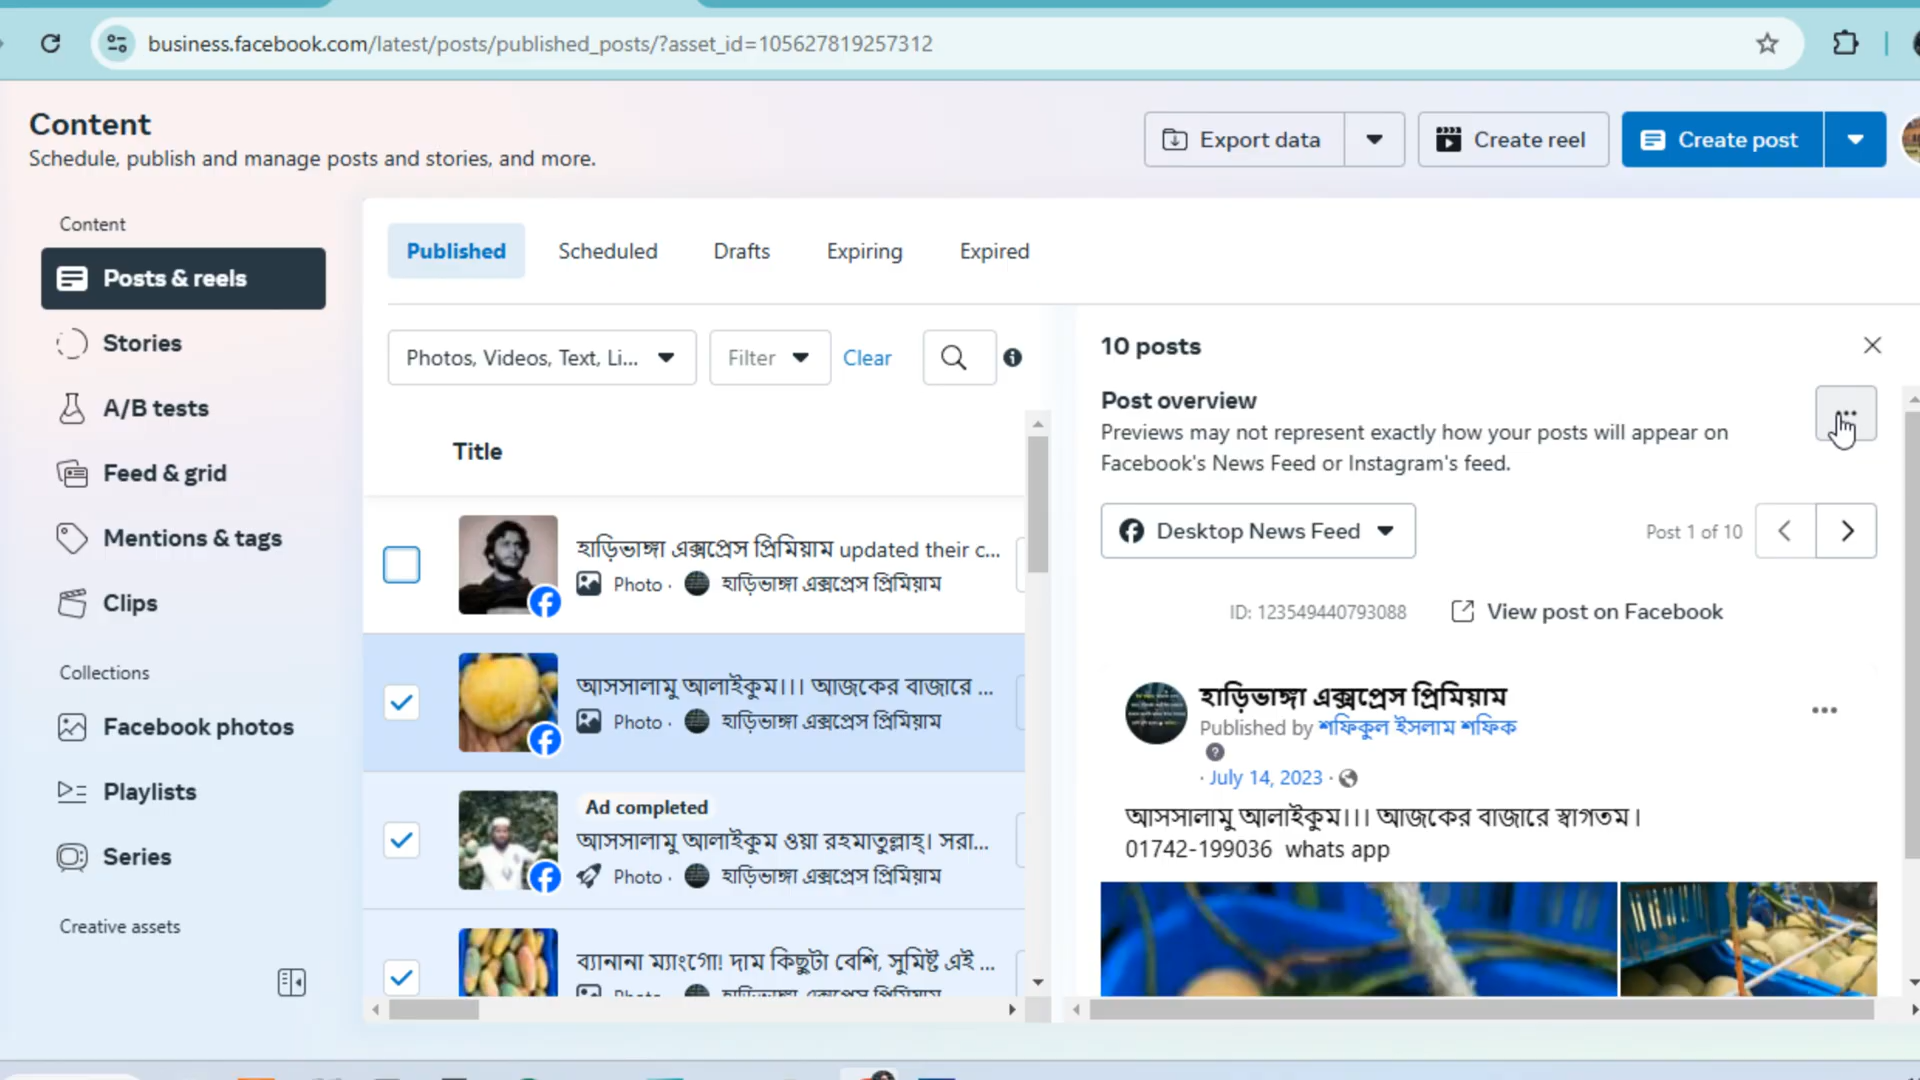 business.facebook.com/latest/posts/published_posts/?asset_id=105627819257312
Content
Schedule, publish and manage posts and stories, and more.
Export data
Create reel
Create post
Content
Posts & reels
Stories
A/B tests
Feed & grid
Mentions & tags
Clips
Collections
Facebook photos
Playlists
Series
Creative assets
Published
Scheduled
Drafts
Expiring
Expired
Photos, Videos, Text, Li...
Filter
Clear
Title
হাড়িভাঙ্গা এক্সপ্রেস প্রিমিয়াম updated their c...
Photo · হাড়িভাঙ্গা এক্সপ্রেস প্রিমিয়াম
আসসালামু আলাইকুম।।। আজকের বাজারে ...
Photo · হাড়িভাঙ্গা এক্সপ্রেস প্রিমিয়াম
Ad completed
আসসালামু আলাইকুম ওয়া রহমাতুল্লাহ্। সরা...
Photo · হাড়িভাঙ্গা এক্সপ্রেস প্রিমিয়াম
ব্যানানা ম্যাংগো! দাম কিছুটা বেশি, সুমিষ্ট এই ...
Photo · হাড়িভাঙ্গা এক্সপ্রেস প্রিমিয়াম
10 posts
Post overview
Previews may not represent exactly how your posts will appear on
Facebook's News Feed or Instagram's feed.
Desktop News Feed
Post 1 of 10
ID: 123549440793088
View post on Facebook
হাড়িভাঙ্গা এক্সপ্রেস প্রিমিয়াম
Published by শফিকুল ইসলাম শফিক
· July 14, 2023 ·
আসসালামু আলাইকুম।।। আজকের বাজারে স্বাগতম।
01742-199036 whats app